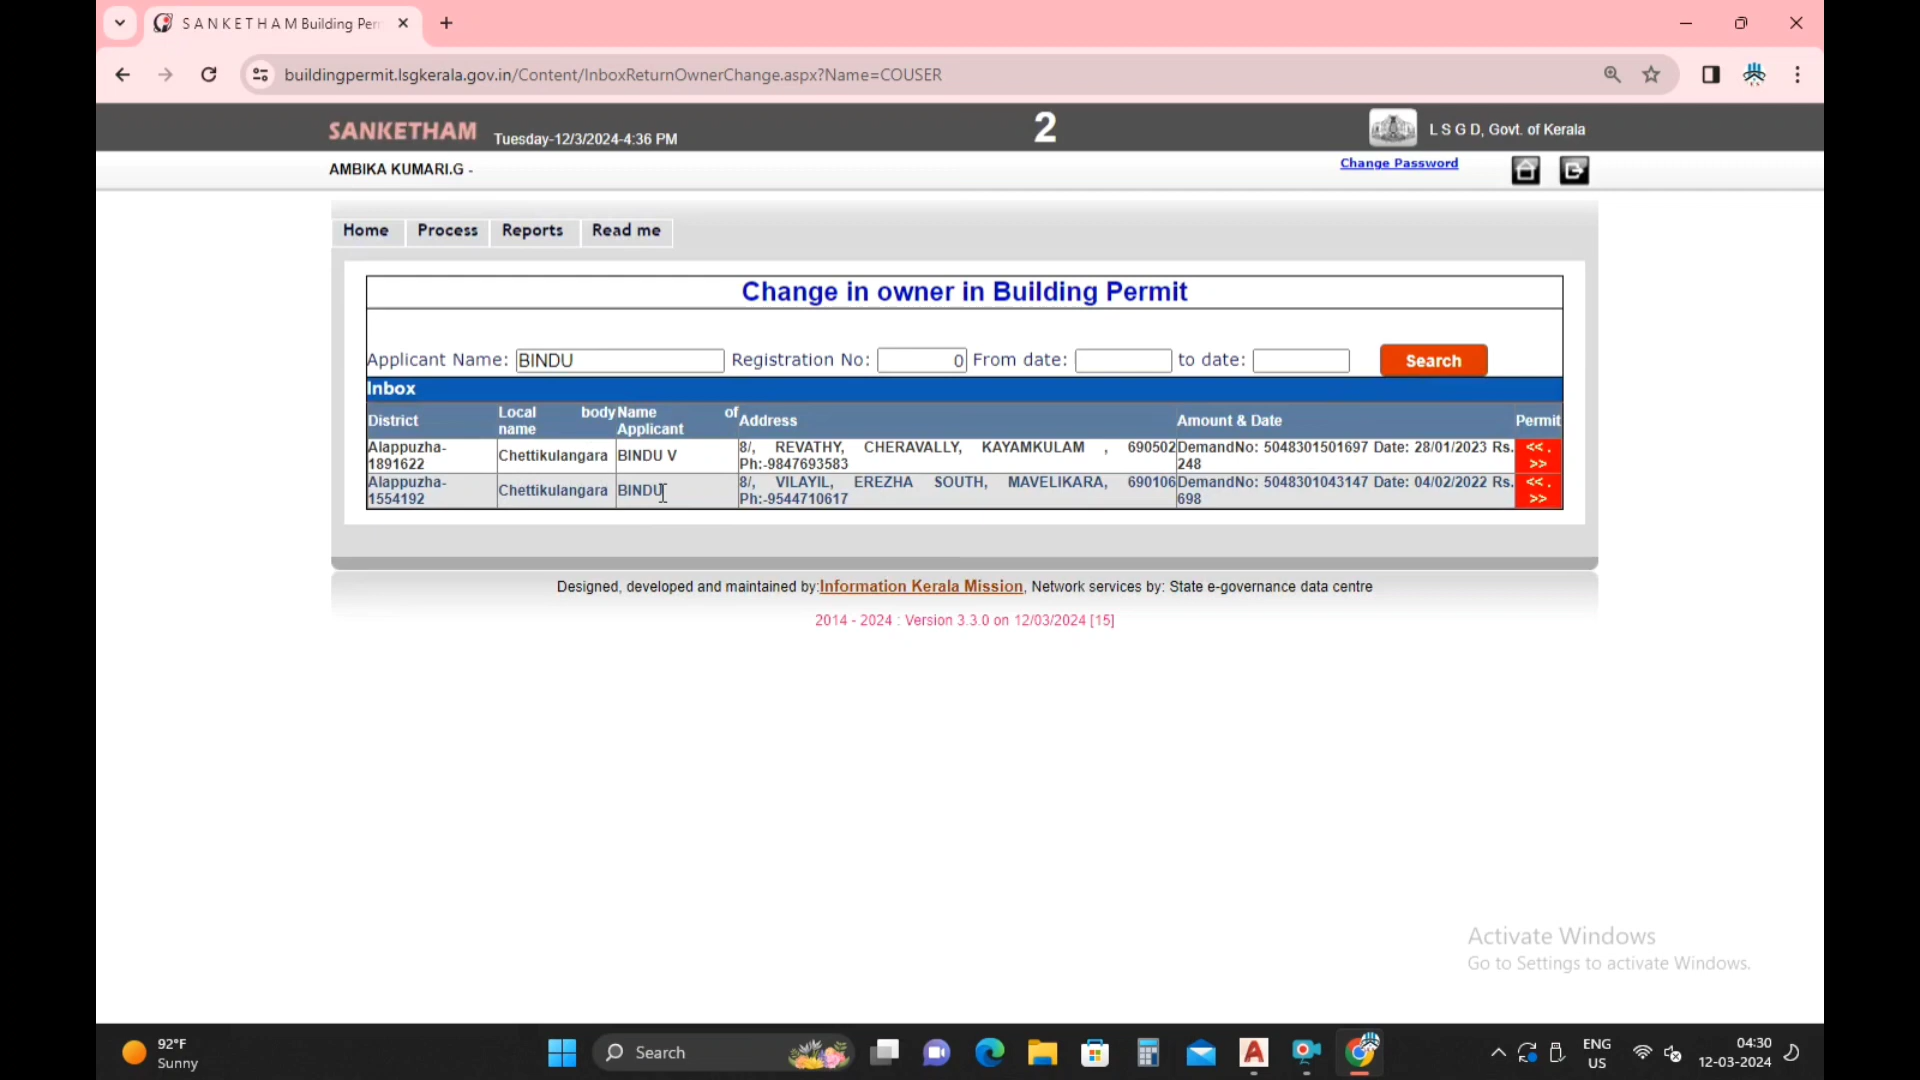 S A N K E T H A M Building Per
buildingpermit.lsgkerala.gov.in/Content/InboxReturnOwnerChange.aspx?Name=COUSER
SANKETHAM Tuesday-12/3/2024-4:36 PM 2 L S G D, Govt. of Kerala
AMBIKA KUMARI.G - Change Password
Home Process Reports Read me
Change in owner in Building Permit
Applicant Name: BINDU Registration No: 0 From date: to date: Search
Inbox
District Local body name Name of Applicant Address Amount & Date Permit
Alappuzha-1891622 Chettikulangara BINDU V 8/, REVATHY, CHERAVALLY, KAYAMKULAM , 690502 Ph:-9847693583 DemandNo: 5048301501697 Date: 28/01/2023 Rs. 248 << . >>
Alappuzha-1554192 Chettikulangara BINDU 8/, VILAYIL, EREZHA SOUTH, MAVELIKARA, 690106 Ph:-9544710617 DemandNo: 5048301043147 Date: 04/02/2022 Rs. 698 << . >>
Designed, developed and maintained by:Information Kerala Mission, Network services by: State e-governance data centre
2014 - 2024 : Version 3.3.0 on 12/03/2024 [15]
Activate Windows
Go to Settings to activate Windows.
92°F
Sunny
Search
ENG
US
04:30
12-03-2024